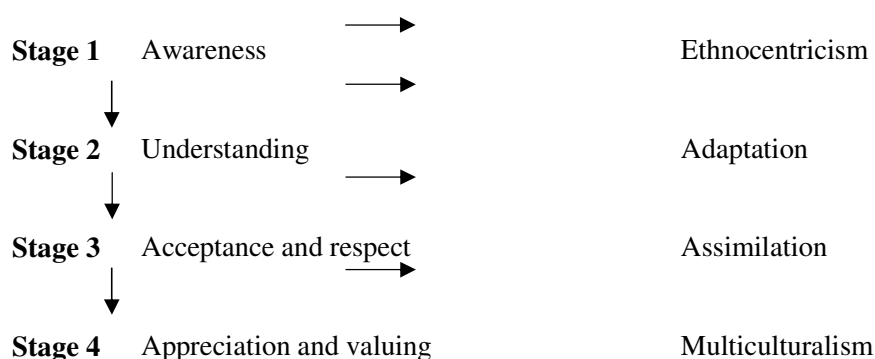 Stage 1 Awareness Ethnocentricism
Stage 2 Understanding Adaptation
Stage 3 Acceptance and respect Assimilation
Stage 4 Appreciation and valuing Multiculturalism